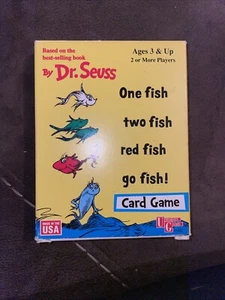 Based on the
best-selling book
By Dr. Seuss
Ages 3 & Up
2 or More Players
One fish
two fish
red fish
go fish!
Card Game
MADE IN THE
USA